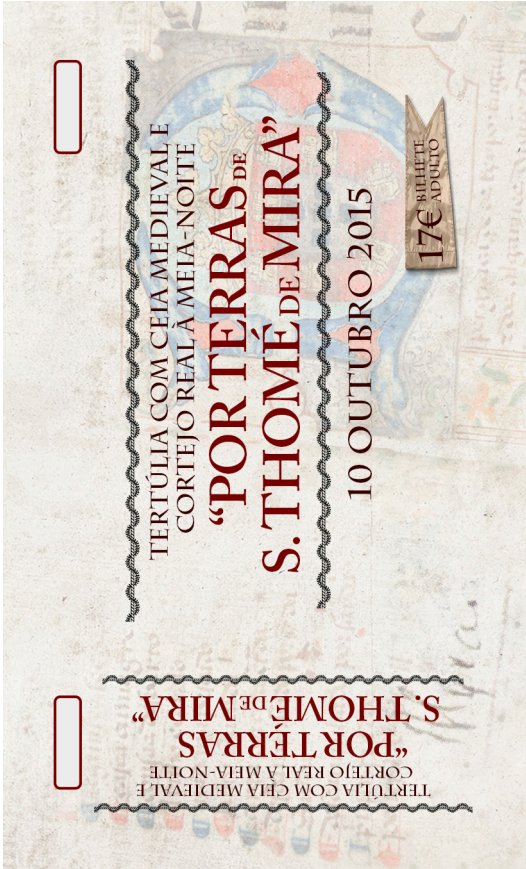 TERTÚLIA COM CEIA MEDIEVAL E
CORTEJO REAL À MEIA-NOITE
“POR TERRAS DE
S. THOMÉ DE MIRA”
10 OUTUBRO 2015
17€ BILHETE
ADULTO
TERTÚLIA COM CEIA MEDIEVAL E
CORTEJO REAL À MEIA-NOITE
“POR TÉRRAS
S. THOMÉ DE MIRA”